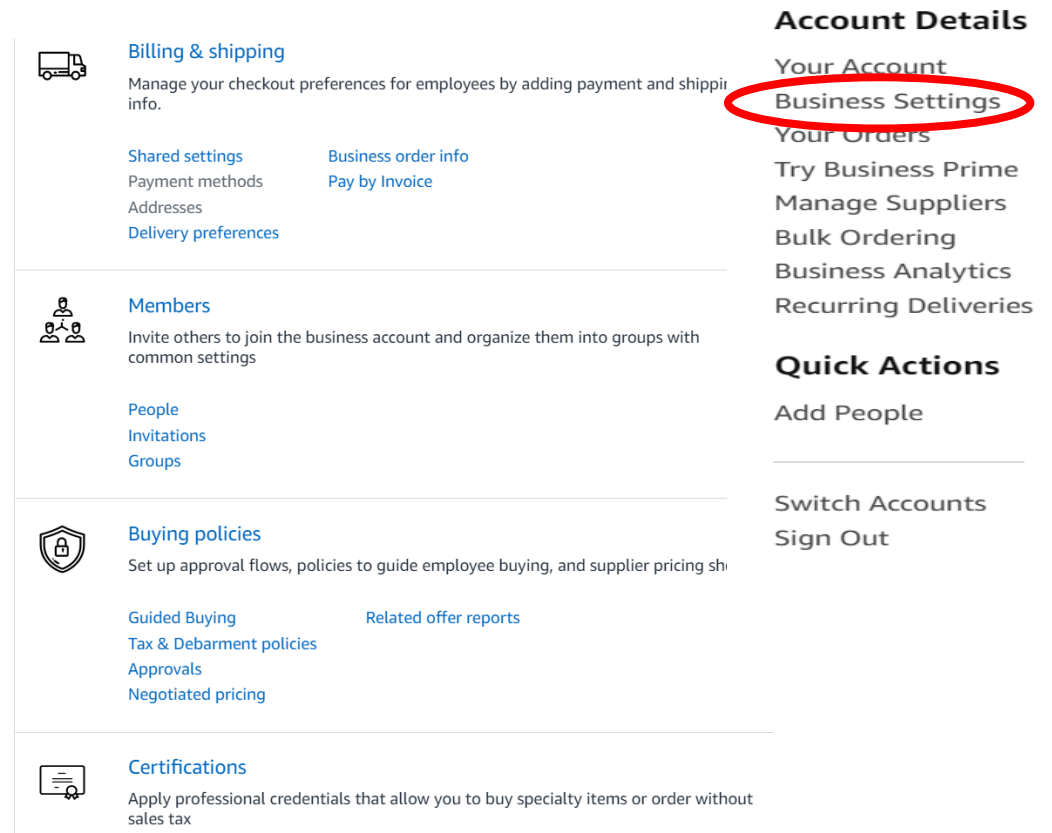 Billing & shipping
Manage your checkout preferences for employees by adding payment and
info.
Shared settings
Business order info
Payment methods
Pay by Invoice
Addresses
Delivery preferences
Members
Invite others to join the business account and organize them into groups with
common settings
People
Invitations
Groups
Buying policies
Set up approval flows, policies to guide employee buying, and supplier pricing
Guided Buying
Related offer reports
Tax & Debarment policies
Approvals
Negotiated pricing
Certifications
Apply professional credentials that allow you to buy specialty items or order without
sales tax
Account Details
Your Account
Business Settings
Your Orders
Try Business Prime
Manage Suppliers
Bulk Ordering
Business Analytics
Recurring Deliveries
Quick Actions
Add People
Switch Accounts
Sign Out